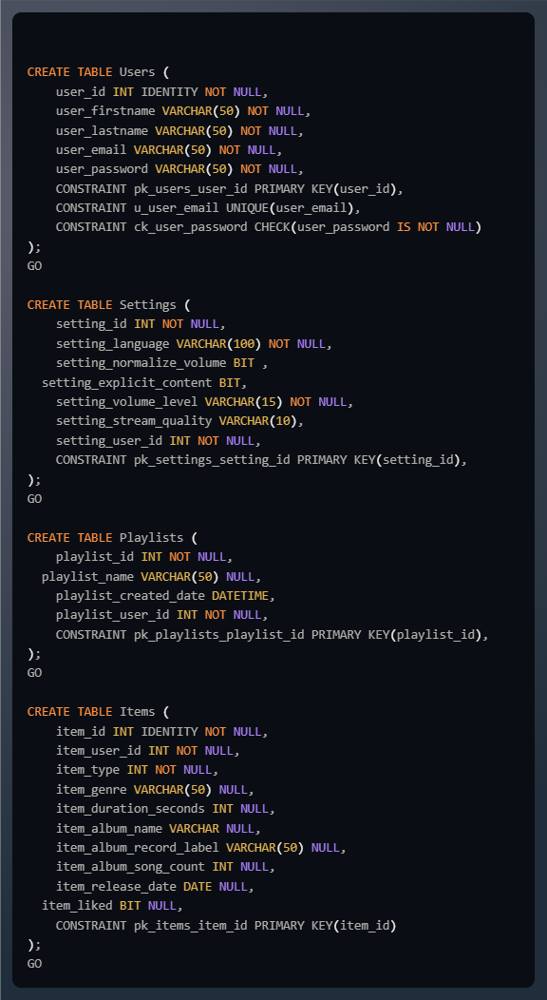 CREATE TABLE Users (
    user_id INT IDENTITY NOT NULL,
    user_firstname VARCHAR(50) NOT NULL,
    user_lastname VARCHAR(50) NOT NULL,
    user_email VARCHAR(50) NOT NULL,
    user_password VARCHAR(50) NOT NULL,
    CONSTRAINT pk_users_user_id PRIMARY KEY(user_id),
    CONSTRAINT u_user_email UNIQUE(user_email),
    CONSTRAINT ck_user_password CHECK(user_password IS NOT NULL)
);
GO

CREATE TABLE Settings (
    setting_id INT NOT NULL,
    setting_language VARCHAR(100) NOT NULL,
    setting_normalize_volume BIT ,
  setting_explicit_content BIT,
    setting_volume_level VARCHAR(15) NOT NULL,
    setting_stream_quality VARCHAR(10),
    setting_user_id INT NOT NULL,
    CONSTRAINT pk_settings_setting_id PRIMARY KEY(setting_id),
);
GO

CREATE TABLE Playlists (
    playlist_id INT NOT NULL,
  playlist_name VARCHAR(50) NULL,
    playlist_created_date DATETIME,
    playlist_user_id INT NOT NULL,
    CONSTRAINT pk_playlists_playlist_id PRIMARY KEY(playlist_id),
);
GO

CREATE TABLE Items (
    item_id INT IDENTITY NOT NULL,
    item_user_id INT NOT NULL,
    item_type INT NOT NULL,
    item_genre VARCHAR(50) NULL,
    item_duration_seconds INT NULL,
    item_album_name VARCHAR NULL,
    item_album_record_label VARCHAR(50) NULL,
    item_album_song_count INT NULL,
    item_release_date DATE NULL,
  item_liked BIT NULL,
    CONSTRAINT pk_items_item_id PRIMARY KEY(item_id)
);
GO